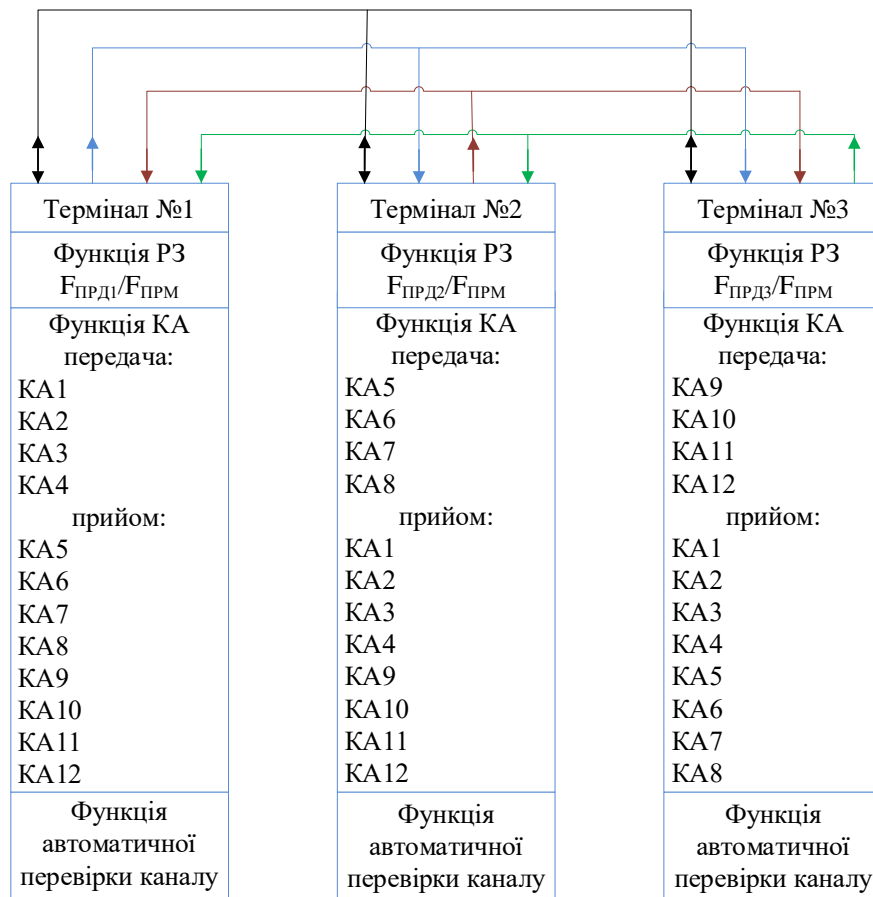 Термінал №1
Функція РЗ
FПРД1/FПРМ
Функція КА
передача:
КА1
КА2
КА3
КА4
прийом:
КА5
КА6
КА7
КА8
КА9
КА10
КА11
КА12
Функція
автоматичної
перевірки каналу
Термінал №2
Функція РЗ
FПРД2/FПРМ
Функція КА
передача:
КА5
КА6
КА7
КА8
прийом:
КА1
КА2
КА3
КА4
КА9
КА10
КА11
КА12
Функція
автоматичної
перевірки каналу
Термінал №3
Функція РЗ
FПРД3/FПРМ
Функція КА
передача:
КА9
КА10
КА11
КА12
прийом:
КА1
КА2
КА3
КА4
КА5
КА6
КА7
КА8
Функція
автоматичної
перевірки каналу